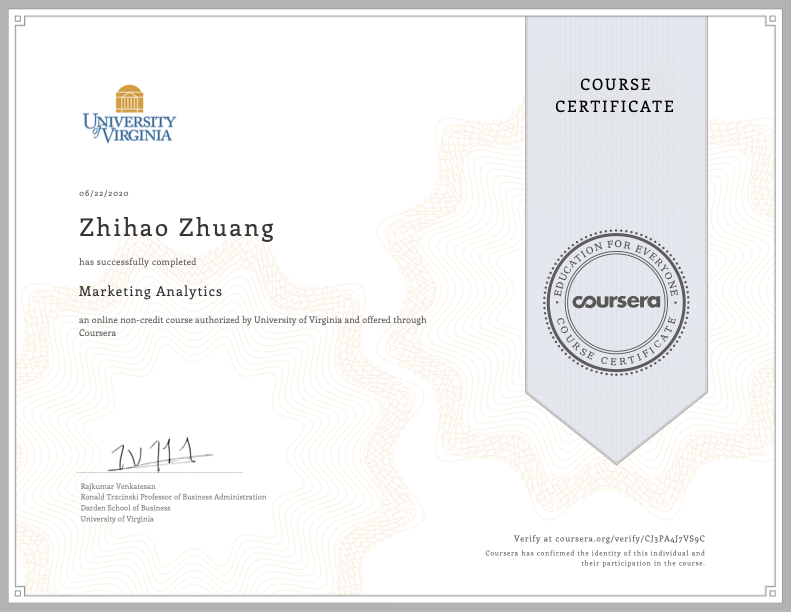 UNIVERSITY
of VIRGINIA
06/22/2020
Zhihao Zhuang
has successfully completed
Marketing Analytics
an online non-credit course authorized by University of Virginia and offered through
Coursera
Rajkumar Venkatesan
Ronald Trzcinski Professor of Business Administration
Darden School of Business
University of Virginia
COURSE
CERTIFICATE
EDUCATION FOR EVERYONE
coursera
COURSE CERTIFICATE
Verify at coursera.org/verify/CJ3PA4J7VS9C
Coursera has confirmed the identity of this individual and
their participation in the course.